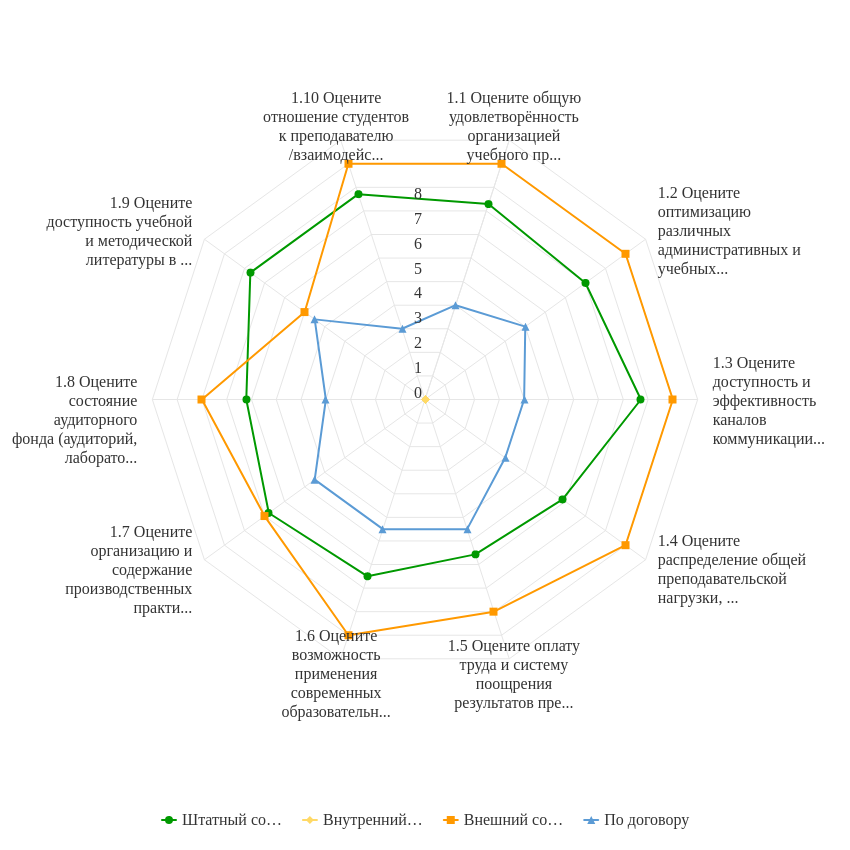 1.10 Оцените
отношение студентов
к преподавателю
/взаимодейс...
1.1 Оцените общую
удовлетворённость
организацией
учебного пр...
1.2 Оцените
оптимизацию
различных
административных и
учебных...
1.3 Оцените
доступность и
эффективность
каналов
коммуникации...
1.4 Оцените
распределение общей
преподавательской
нагрузки, ...
1.5 Оцените оплату
труда и систему
поощрения
результатов пре...
1.6 Оцените
возможность
применения
современных
образовательн...
1.7 Оцените
организацию и
содержание
производственных
практи...
1.8 Оцените
состояние
аудиторного
фонда (аудиторий,
лаборато...
1.9 Оцените
доступность учебной
и методической
литературы в ...
8
7
6
5
4
3
2
1
0
Штатный со…
Внутренний…
Внешний со…
По договору